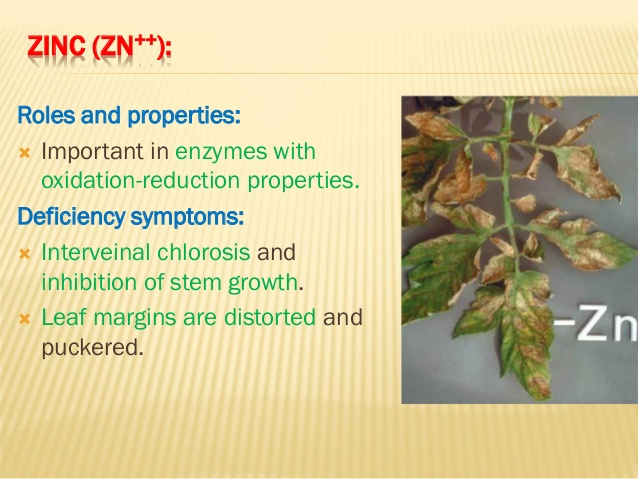 ZINC (ZN++):
Roles and properties:
Important in enzymes with
oxidation-reduction properties.
Deficiency symptoms:
Interveinal chlorosis and
inhibition of stem growth.
Leaf margins are distorted and
puckered.
-Zn